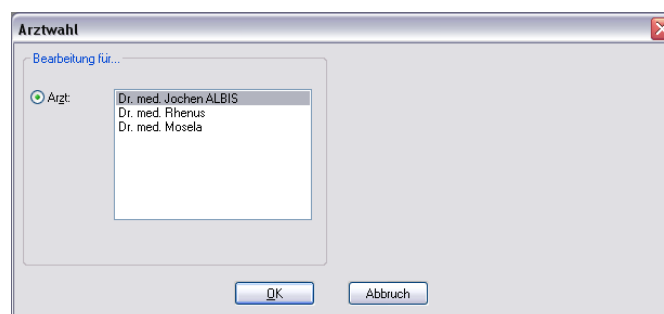 Arztwahl
Bearbeitung für...
Arzt:
Dr. med. Jochen ALBIS
Dr. med. Rhenus
Dr. med. Mosela
OK
Abbruch